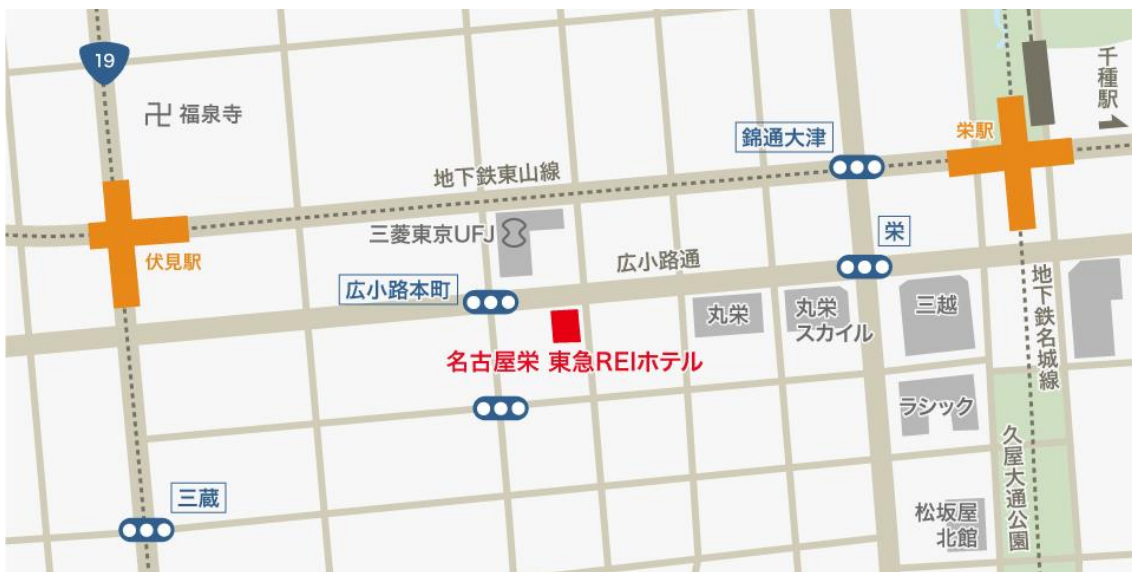 19
卍 福泉寺
千種駅
栄駅
錦通大津
地下鉄東山線
三菱東京UFJ
栄
広小路通
伏見駅
広小路本町
丸栄
丸栄
スカイル
三越
地下鉄名城線
名古屋栄 東急REIホテル
ラシック
久屋大通公園
三蔵
松坂屋
北館